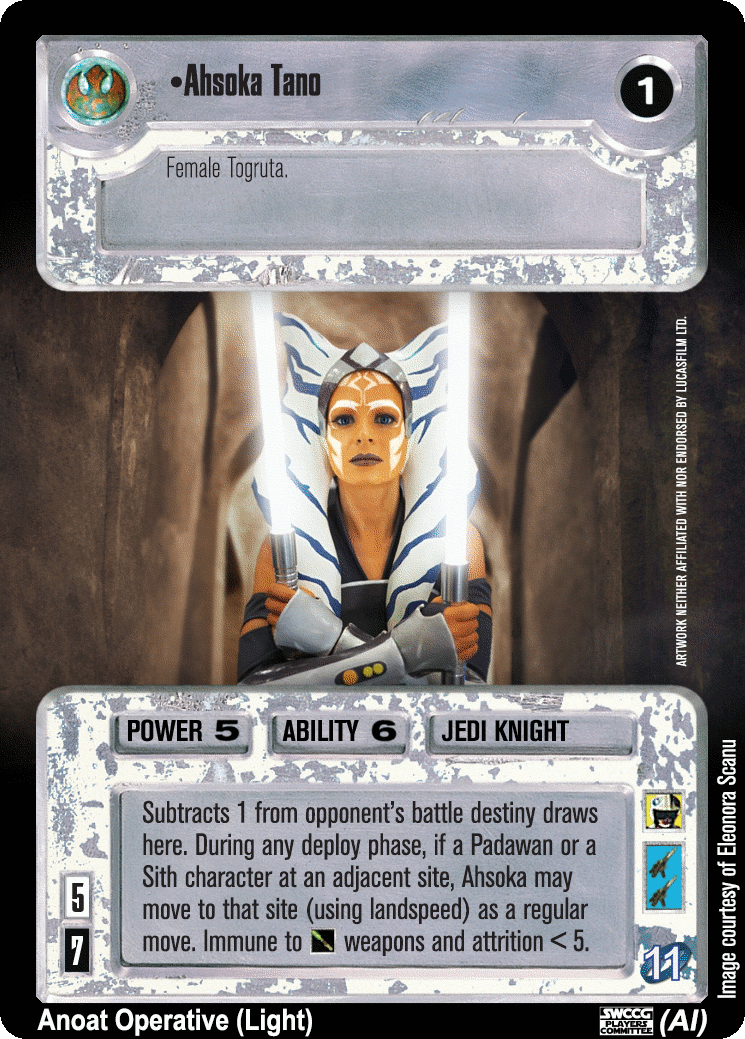 •Ahsoka Tano
1
Female Togruta.
ARTWORK NEITHER AFFILIATED WITH NOR ENDORSED BY LUCASFILM LTD.
POWER 5 ABILITY 6 JEDI KNIGHT
Subtracts 1 from opponent's battle destiny draws
here. During any deploy phase, if a Padawan or a
Sith character at an adjacent site, Ahsoka may
move to that site (using landspeed) as a regular
move. Immune to weapons and attrition < 5.
5
7
11
Image courtesy of Eleonora Scanu
Anoat Operative (Light)
SWCCG
PLAYERS
COMMITTEE
(AI)